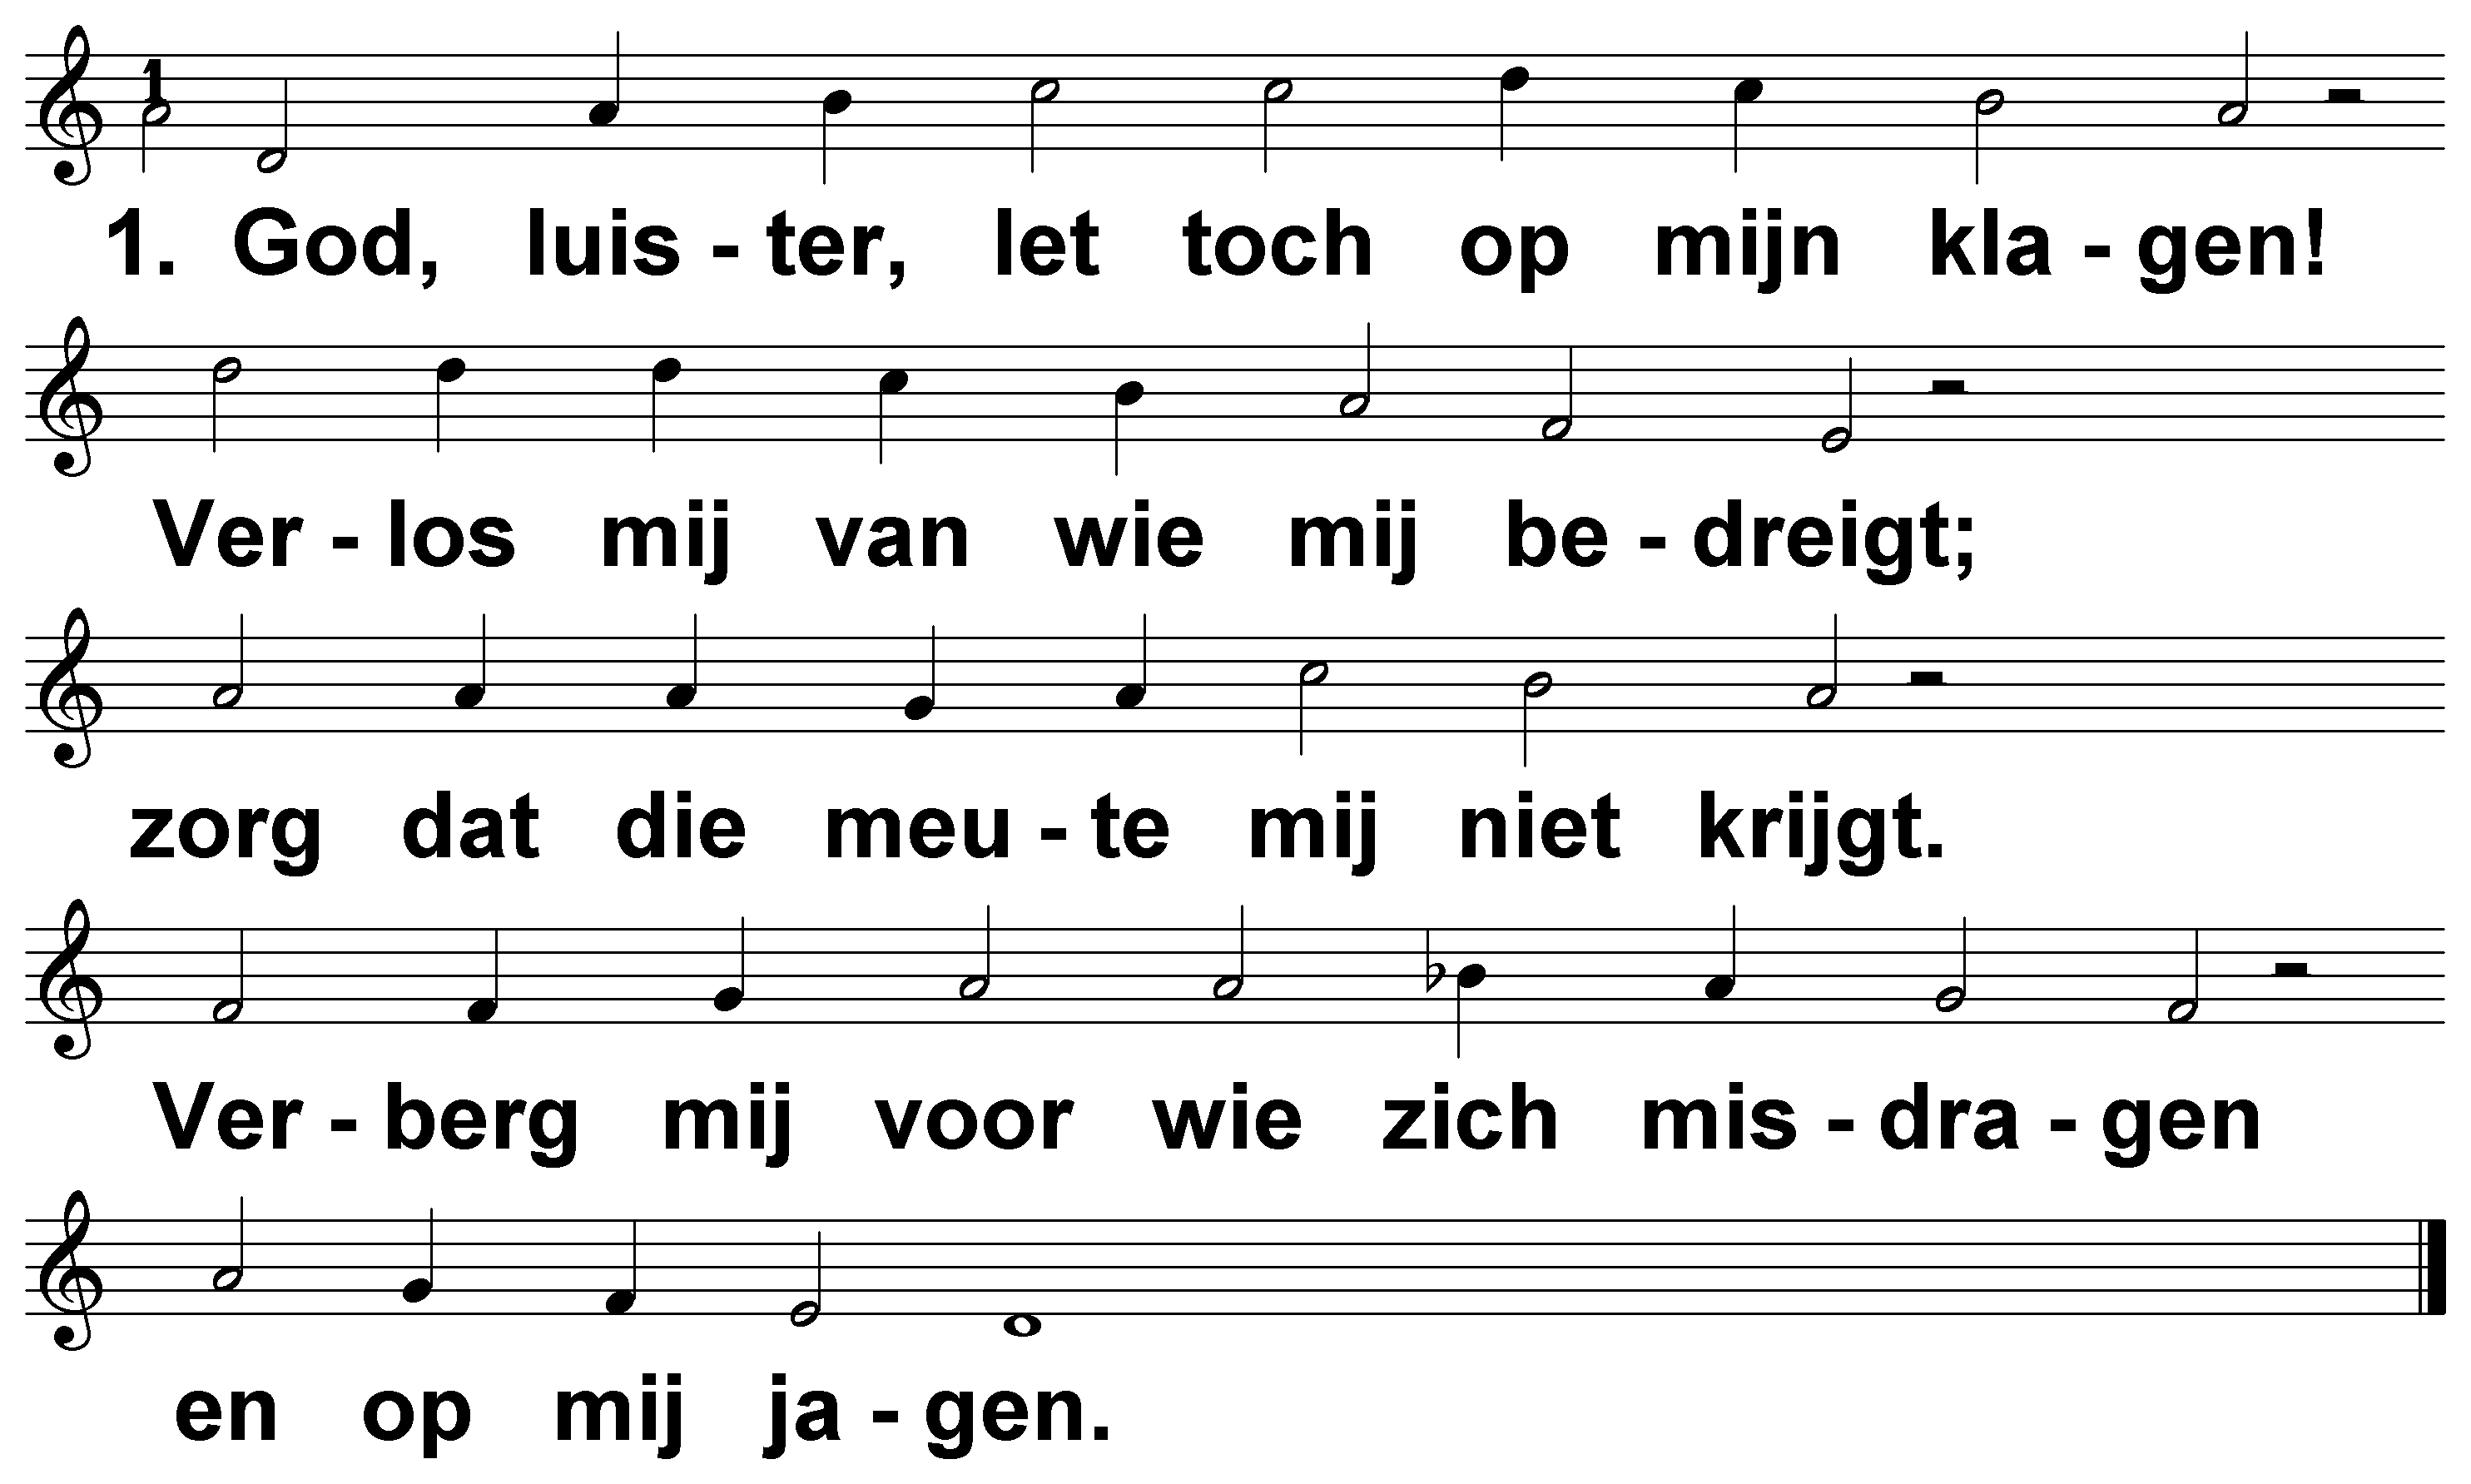 1
1. God, luis - ter, let toch op mijn kla - gen!
Ver - los mij van wie mij be - dreigt;
zorg dat die meu - te mij niet krijgt.
Ver - berg mij voor wie zich mis - dra - gen
en op mij ja - gen.